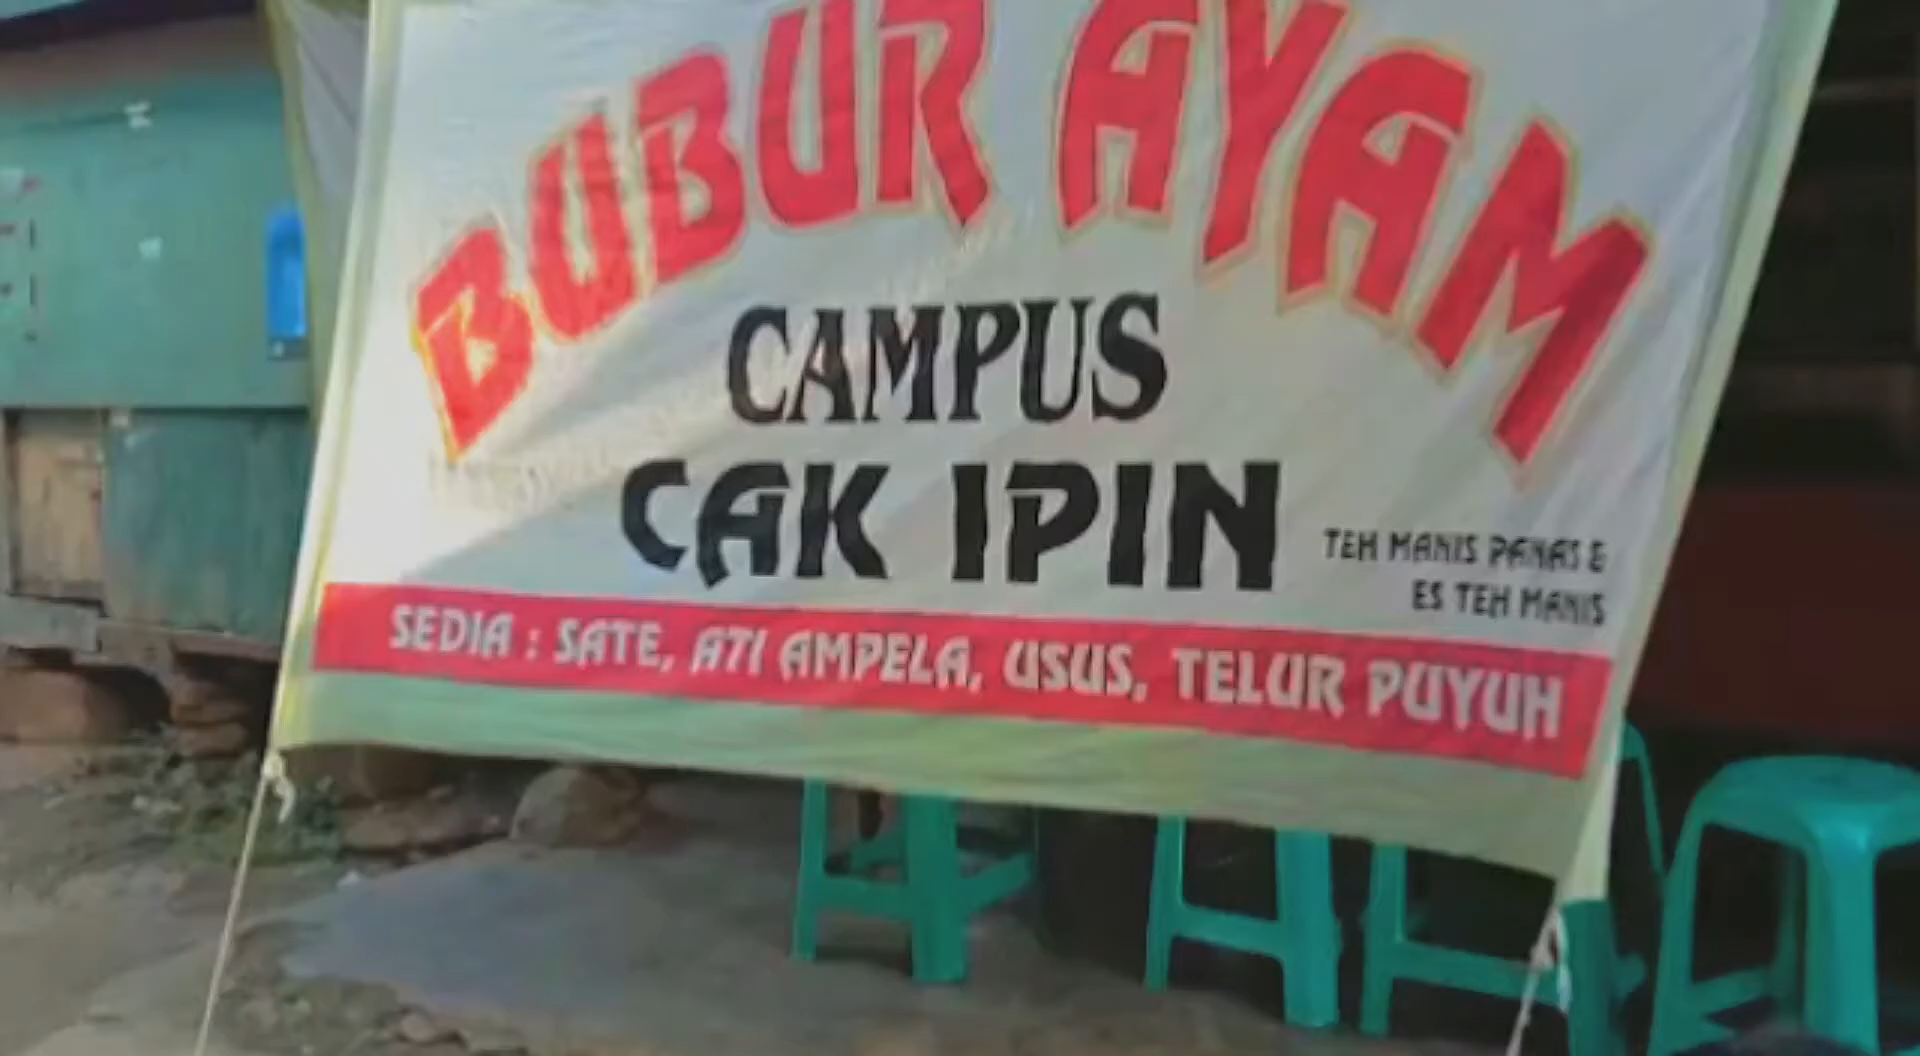 BUBUR AYAM
CAMPUS
CAK IPIN
TEH MANIS PANAS &
ES TEH MANIS
SEDIA : SATE, ATI AMPELA, USUS, TELUR PUYUH